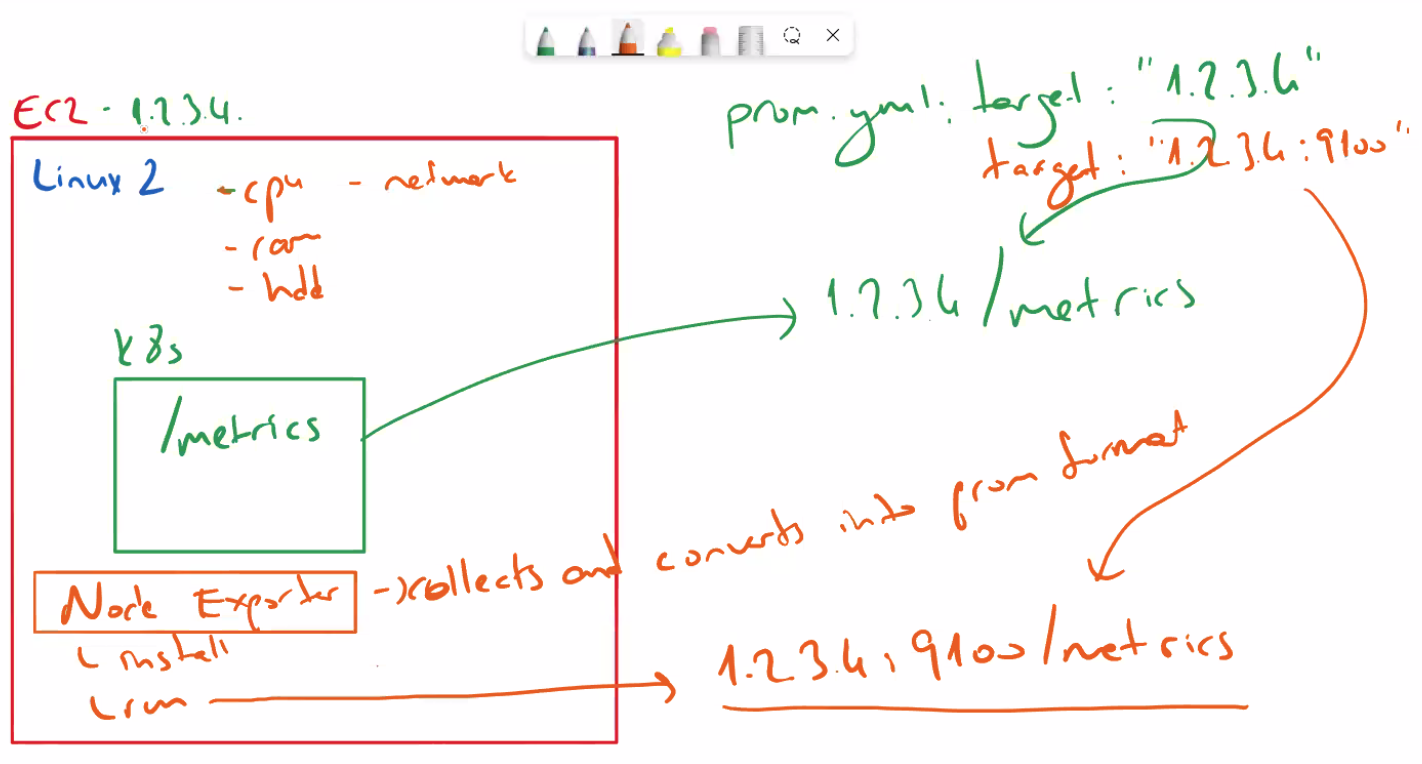 EC2 - 1.2.3.4.
prom.yml: target: "1.2.3.4"
target: "1.2.3.4:9100"
Linux 2
- cpu - network
- ram
- hdd
1.2.3.4/metrics
k8s
/metrics
Node Exporter -> collects and converts into prom format
install
run
1.2.3.4:9100/metrics